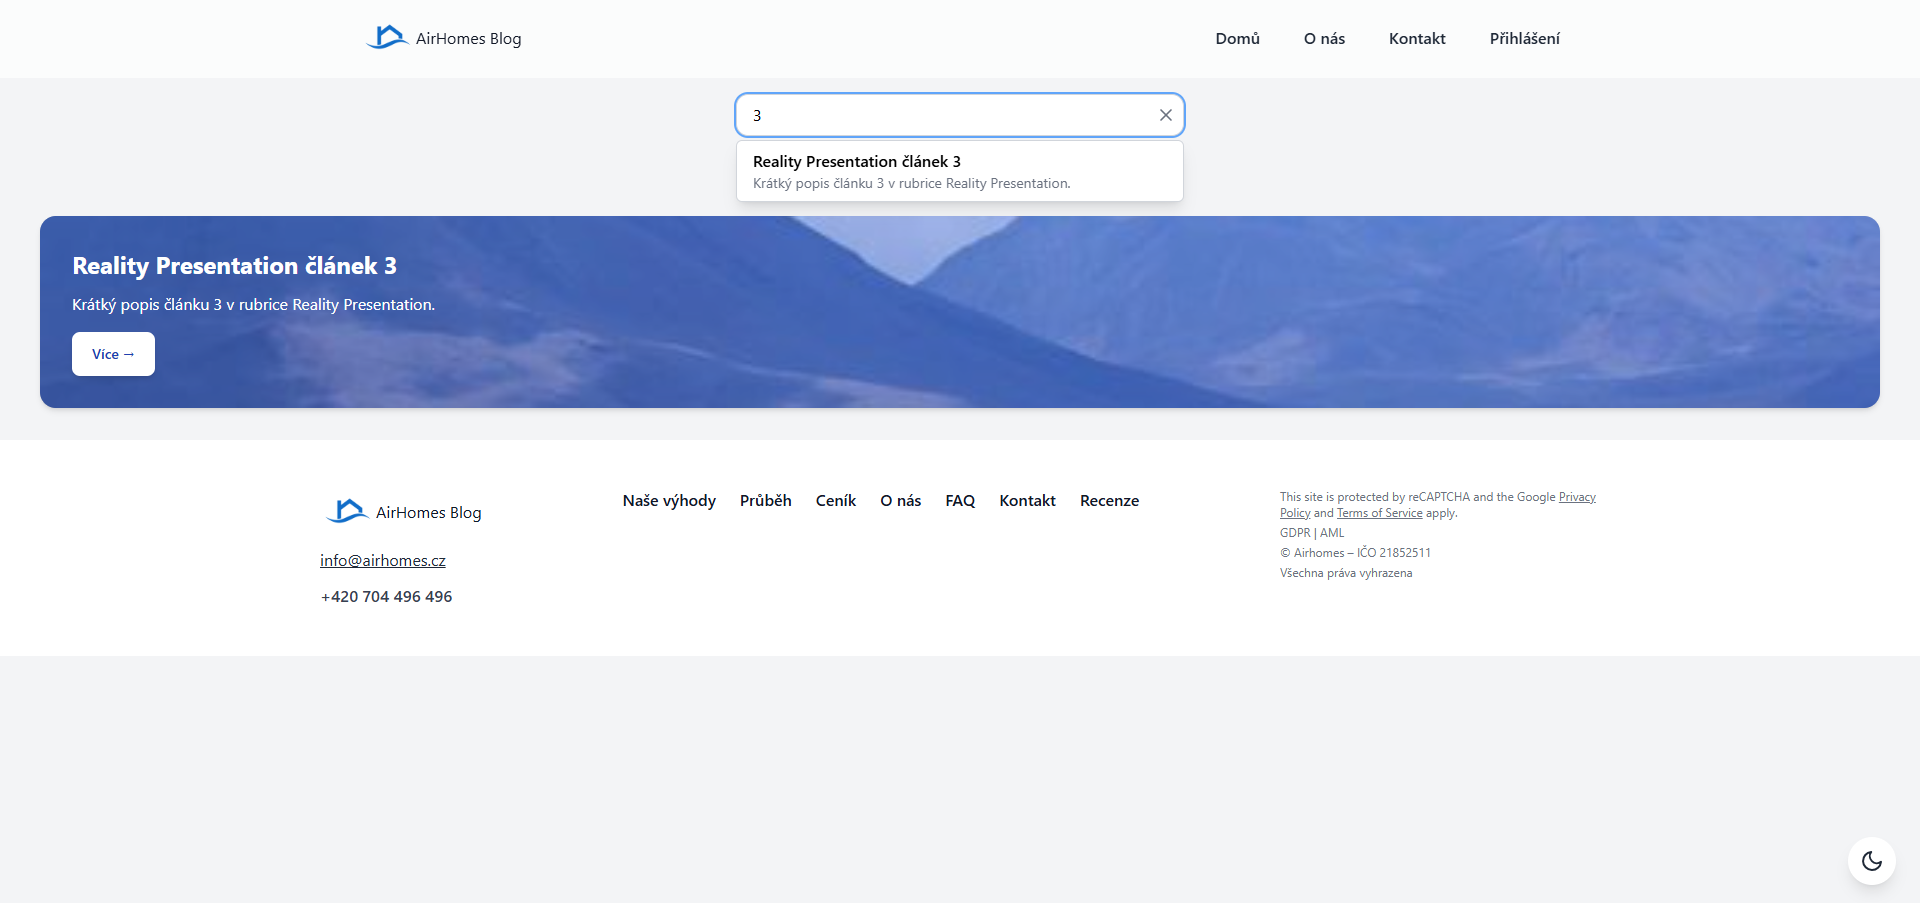 AirHomes Blog
Domů
O nás
Kontakt
Přihlášení
3
Reality Presentation článek 3
Krátký popis článku 3 v rubrice Reality Presentation.
Reality Presentation článek 3
Krátký popis článku 3 v rubrice Reality Presentation.
Více →
AirHomes Blog
info@airhomes.cz
+420 704 496 496
Naše výhody
Průběh
Ceník
O nás
FAQ
Kontakt
Recenze
This site is protected by reCAPTCHA and the Google Privacy
Policy and Terms of Service apply.
GDPR | AML
© Airhomes – IČO 21852511
Všechna práva vyhrazena